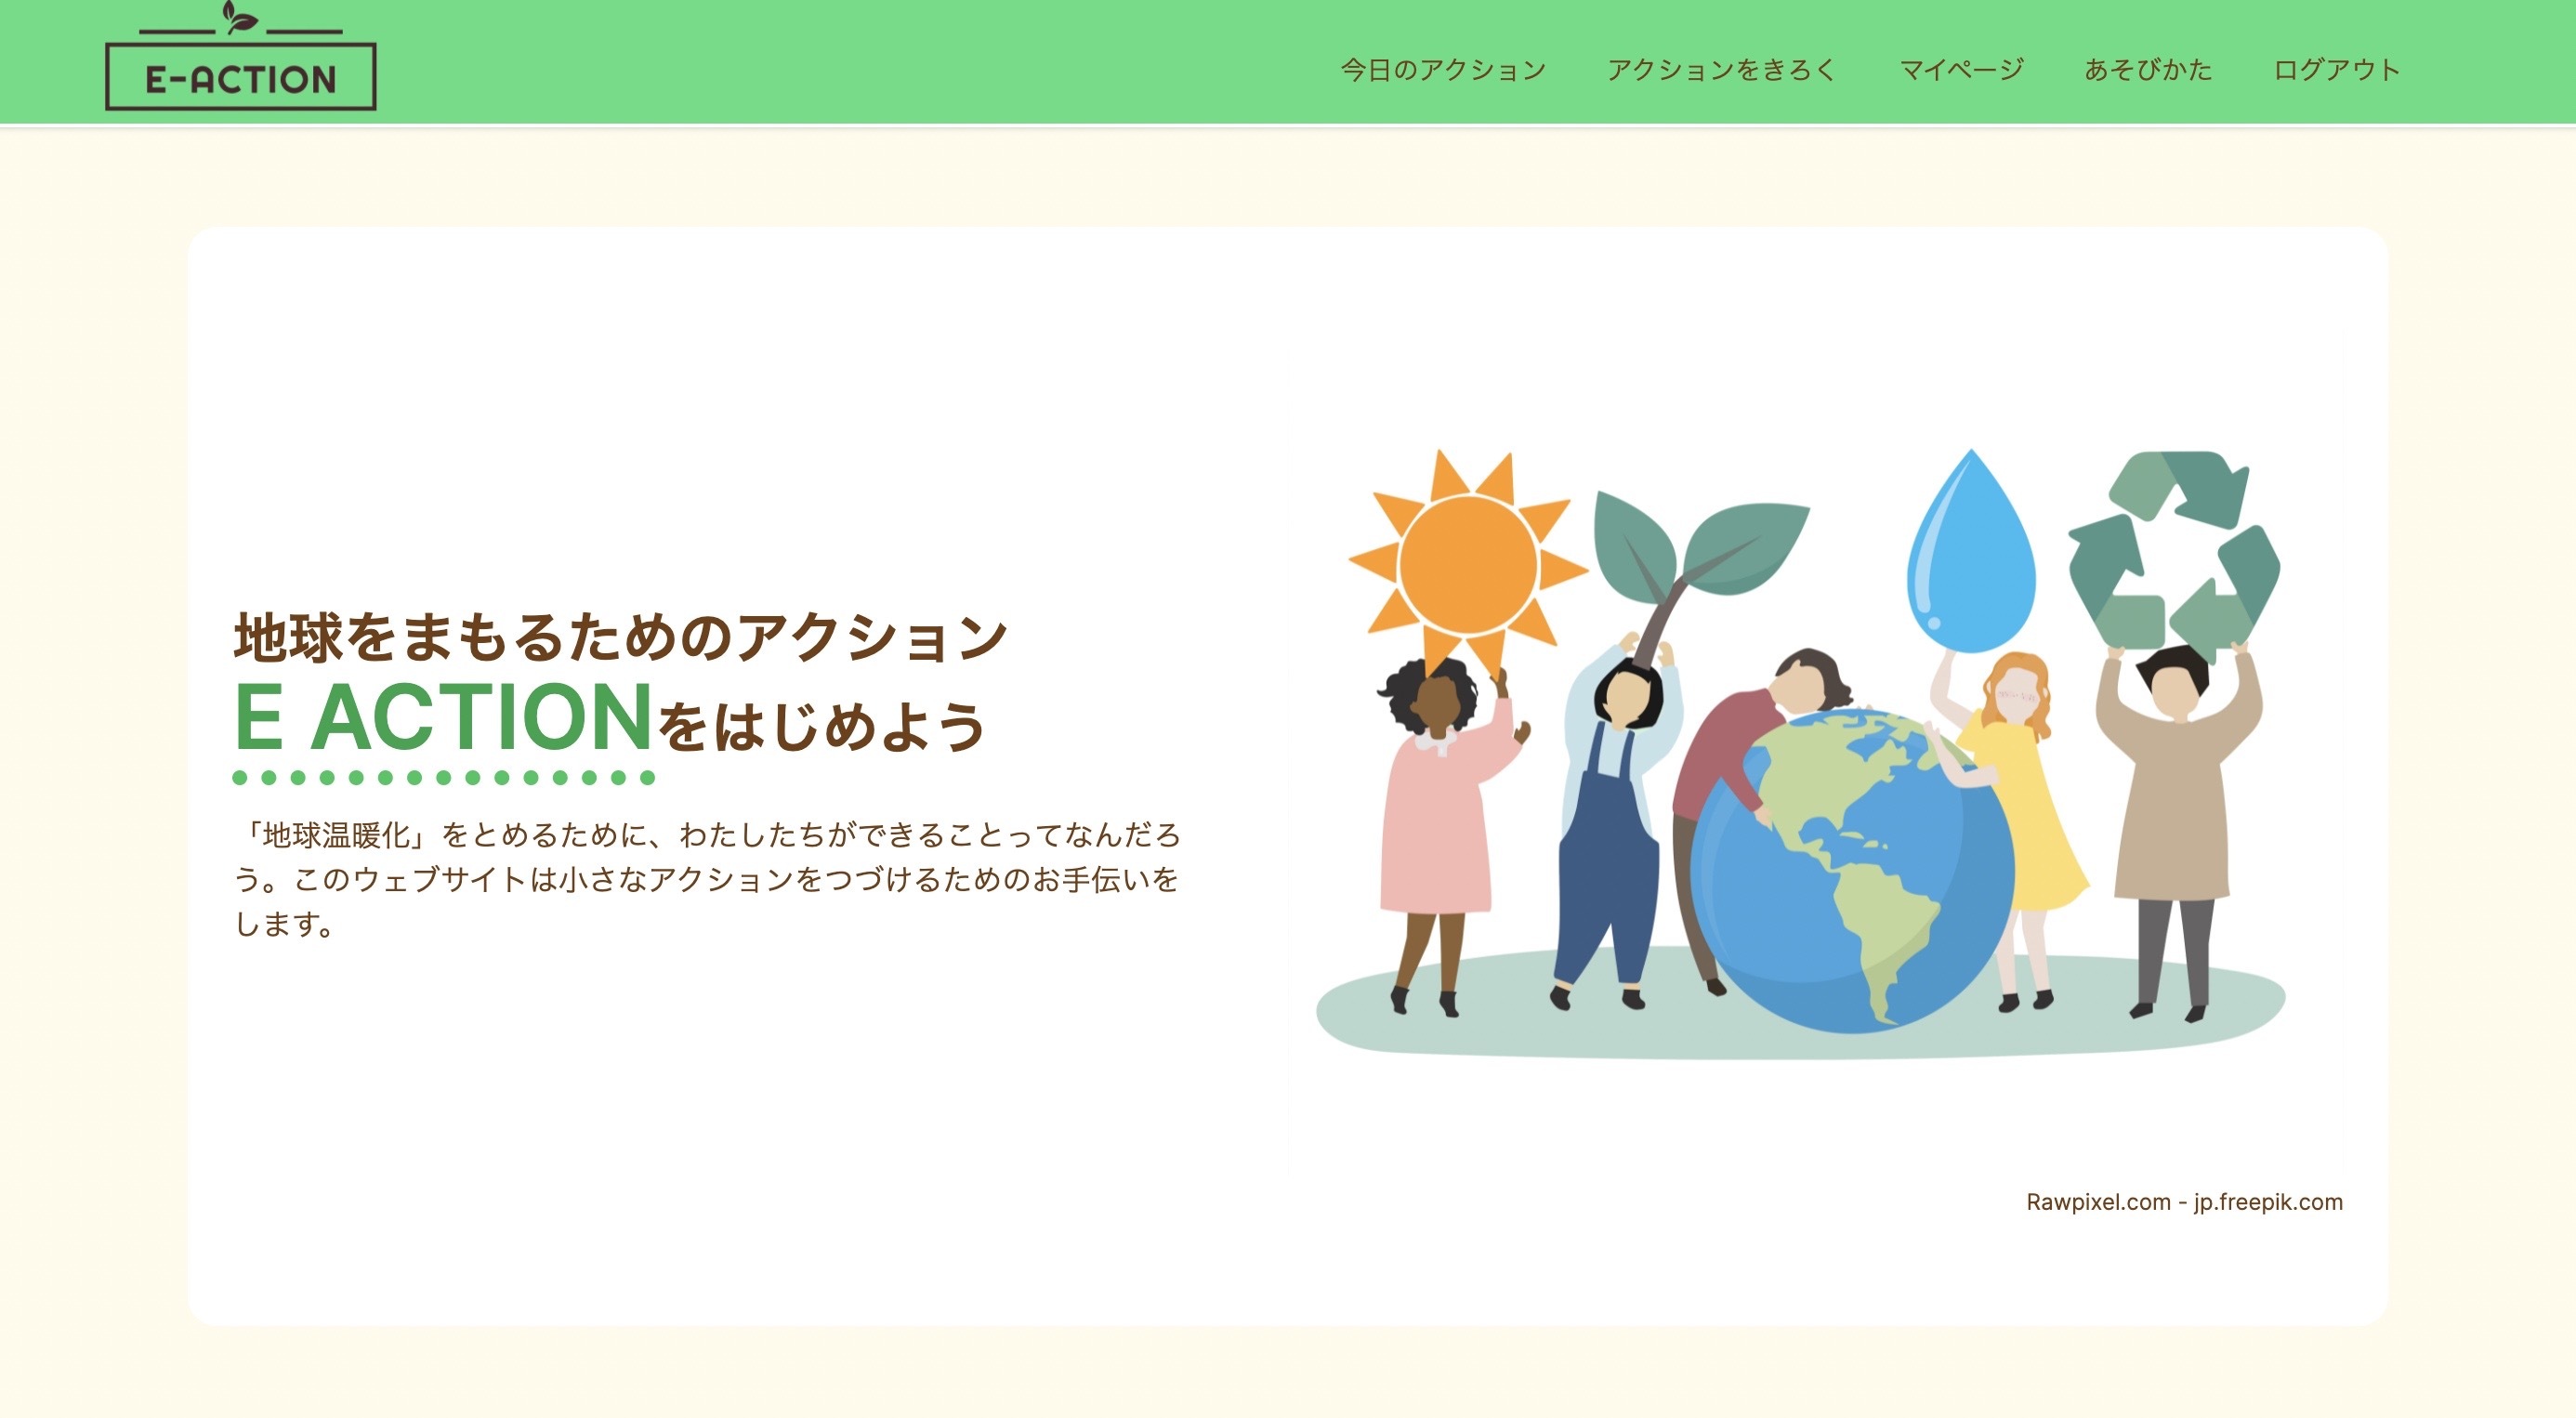 E-ACTION
今日のアクション
アクションをきろく
マイページ
あそびかた
ログアウト
地球をまもるためのアクション
E ACTIONをはじめよう
「地球温暖化」をとめるために、わたしたちができることってなんだろ
う。このウェブサイトは小さなアクションをつづけるためのお手伝いを
します。
Rawpixel.com - jp.freepik.com